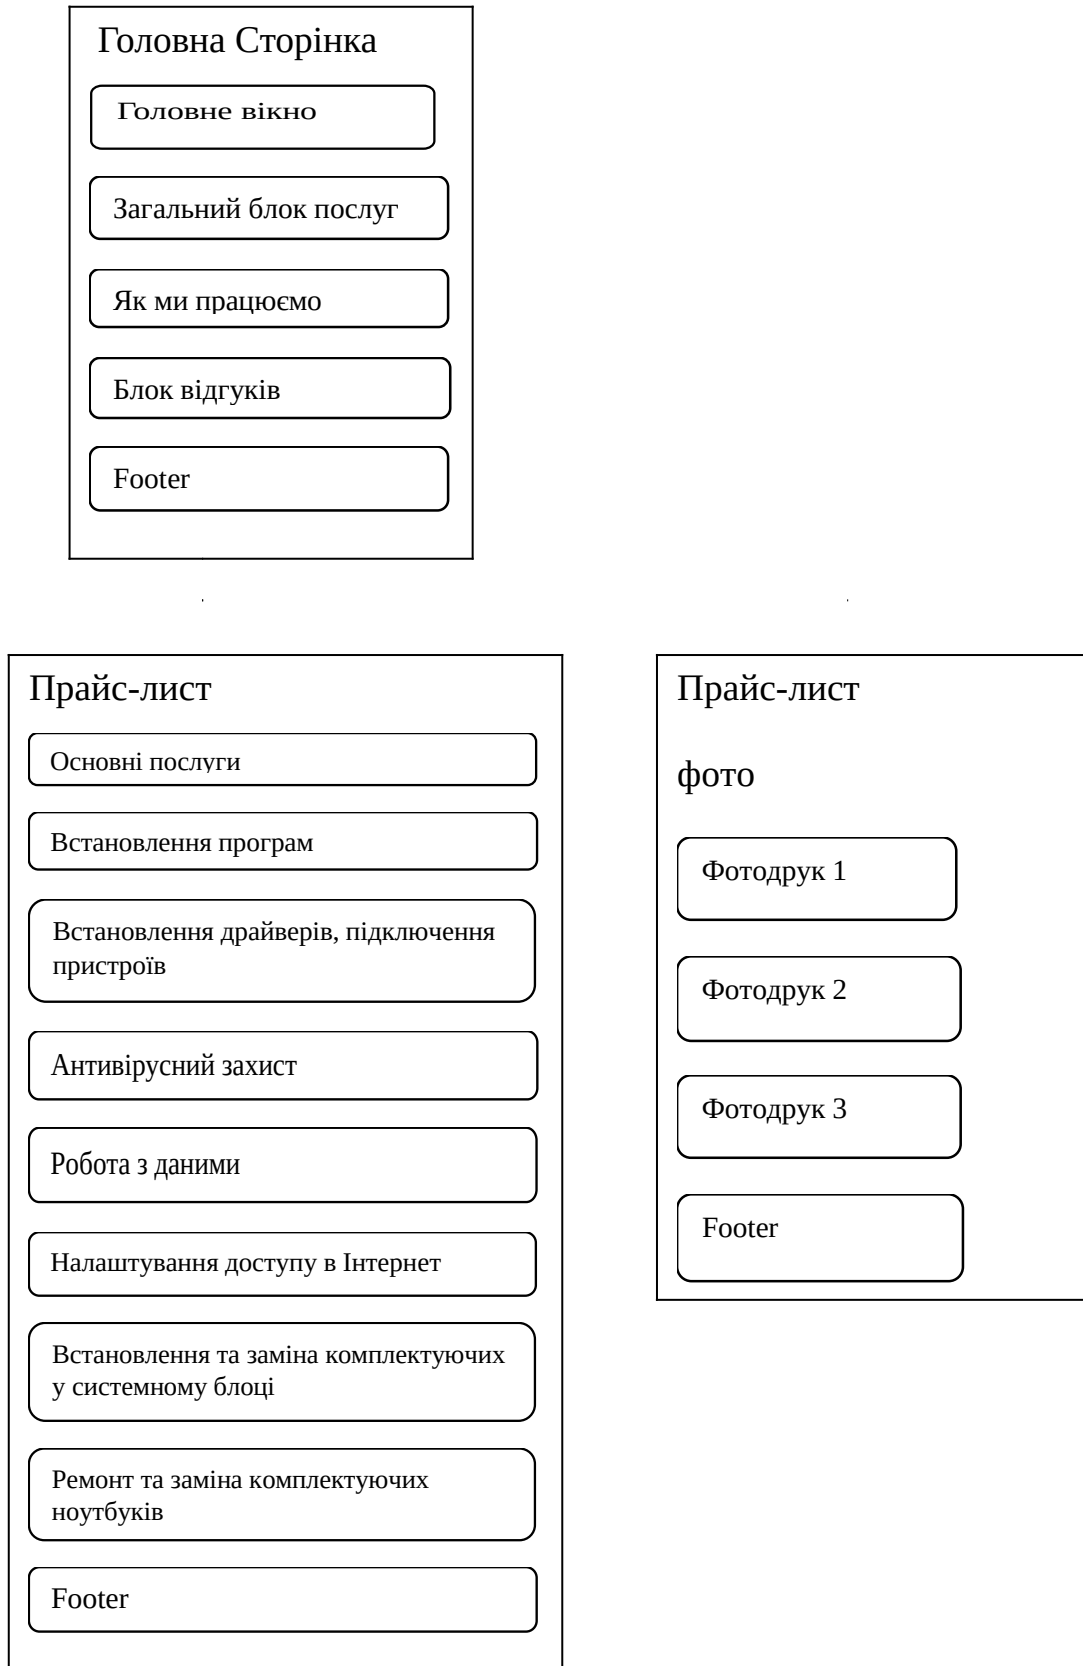 Головна Сторінка
Головне вікно
Загальний блок послуг
Як ми працюємо
Блок відгуків
Footer
Прайс-лист
Основні послуги
Встановлення програм
Встановлення драйверів, підключення
пристроїв
Антивірусний захист
Робота з даними
Налаштування доступу в Інтернет
Встановлення та заміна комплектуючих
у системному блоці
Ремонт та заміна комплектуючих
ноутбуків
Footer
Прайс-лист
фото
Фотодрук 1
Фотодрук 2
Фотодрук 3
Footer